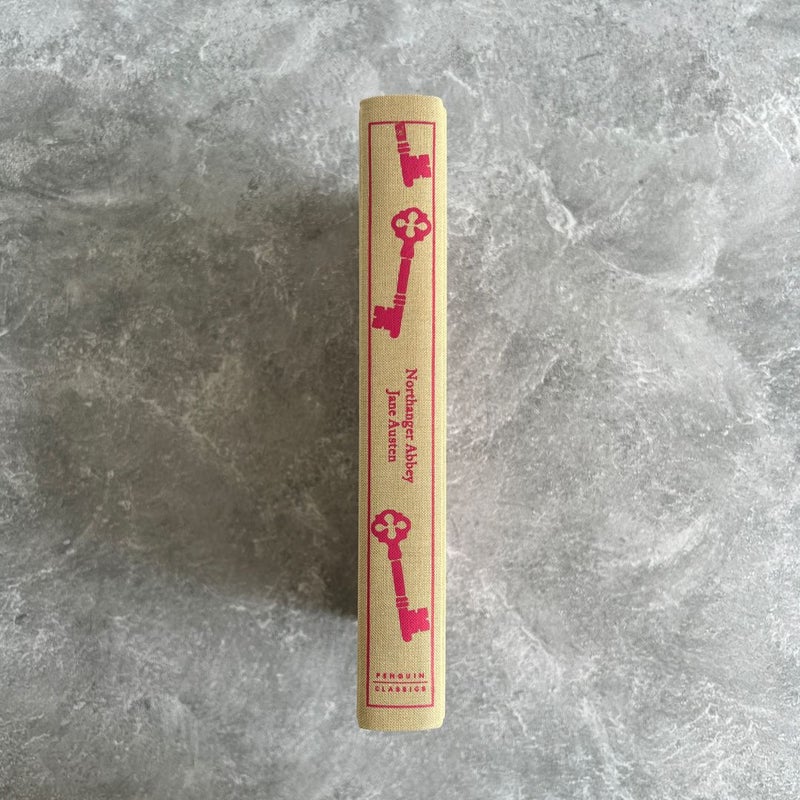 Northanger Abbey
Jane Austen
PENGUIN
CLASSICS